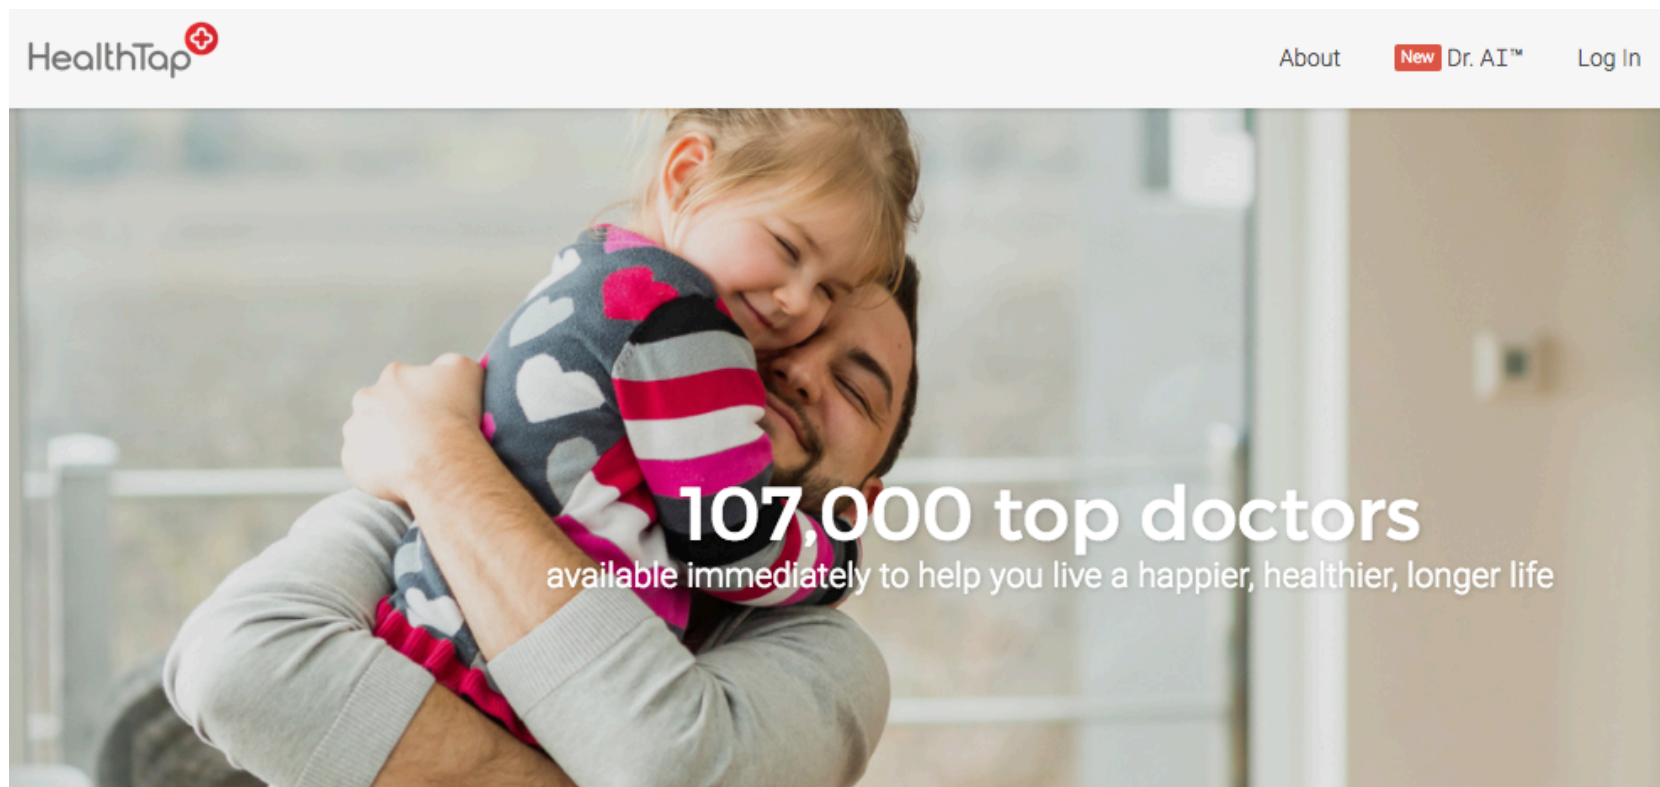 HealthTap
About
New Dr. AI™
Log In
107,000 top doctors
available immediately to help you live a happier, healthier, longer life